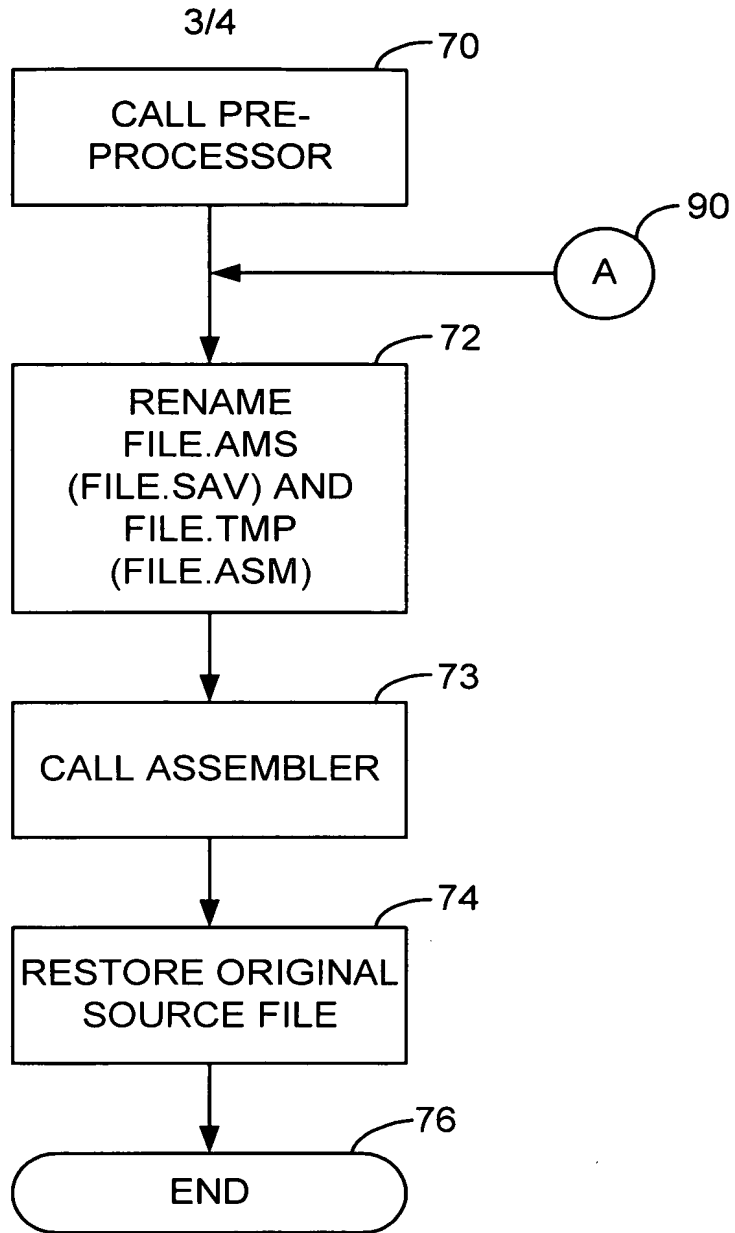 3/4
70
CALL PRE-
PROCESSOR
90
A
72
RENAME
FILE.AMS
(FILE.SAV) AND
FILE.TMP
(FILE.ASM)
73
CALL ASSEMBLER
74
RESTORE ORIGINAL
SOURCE FILE
76
END